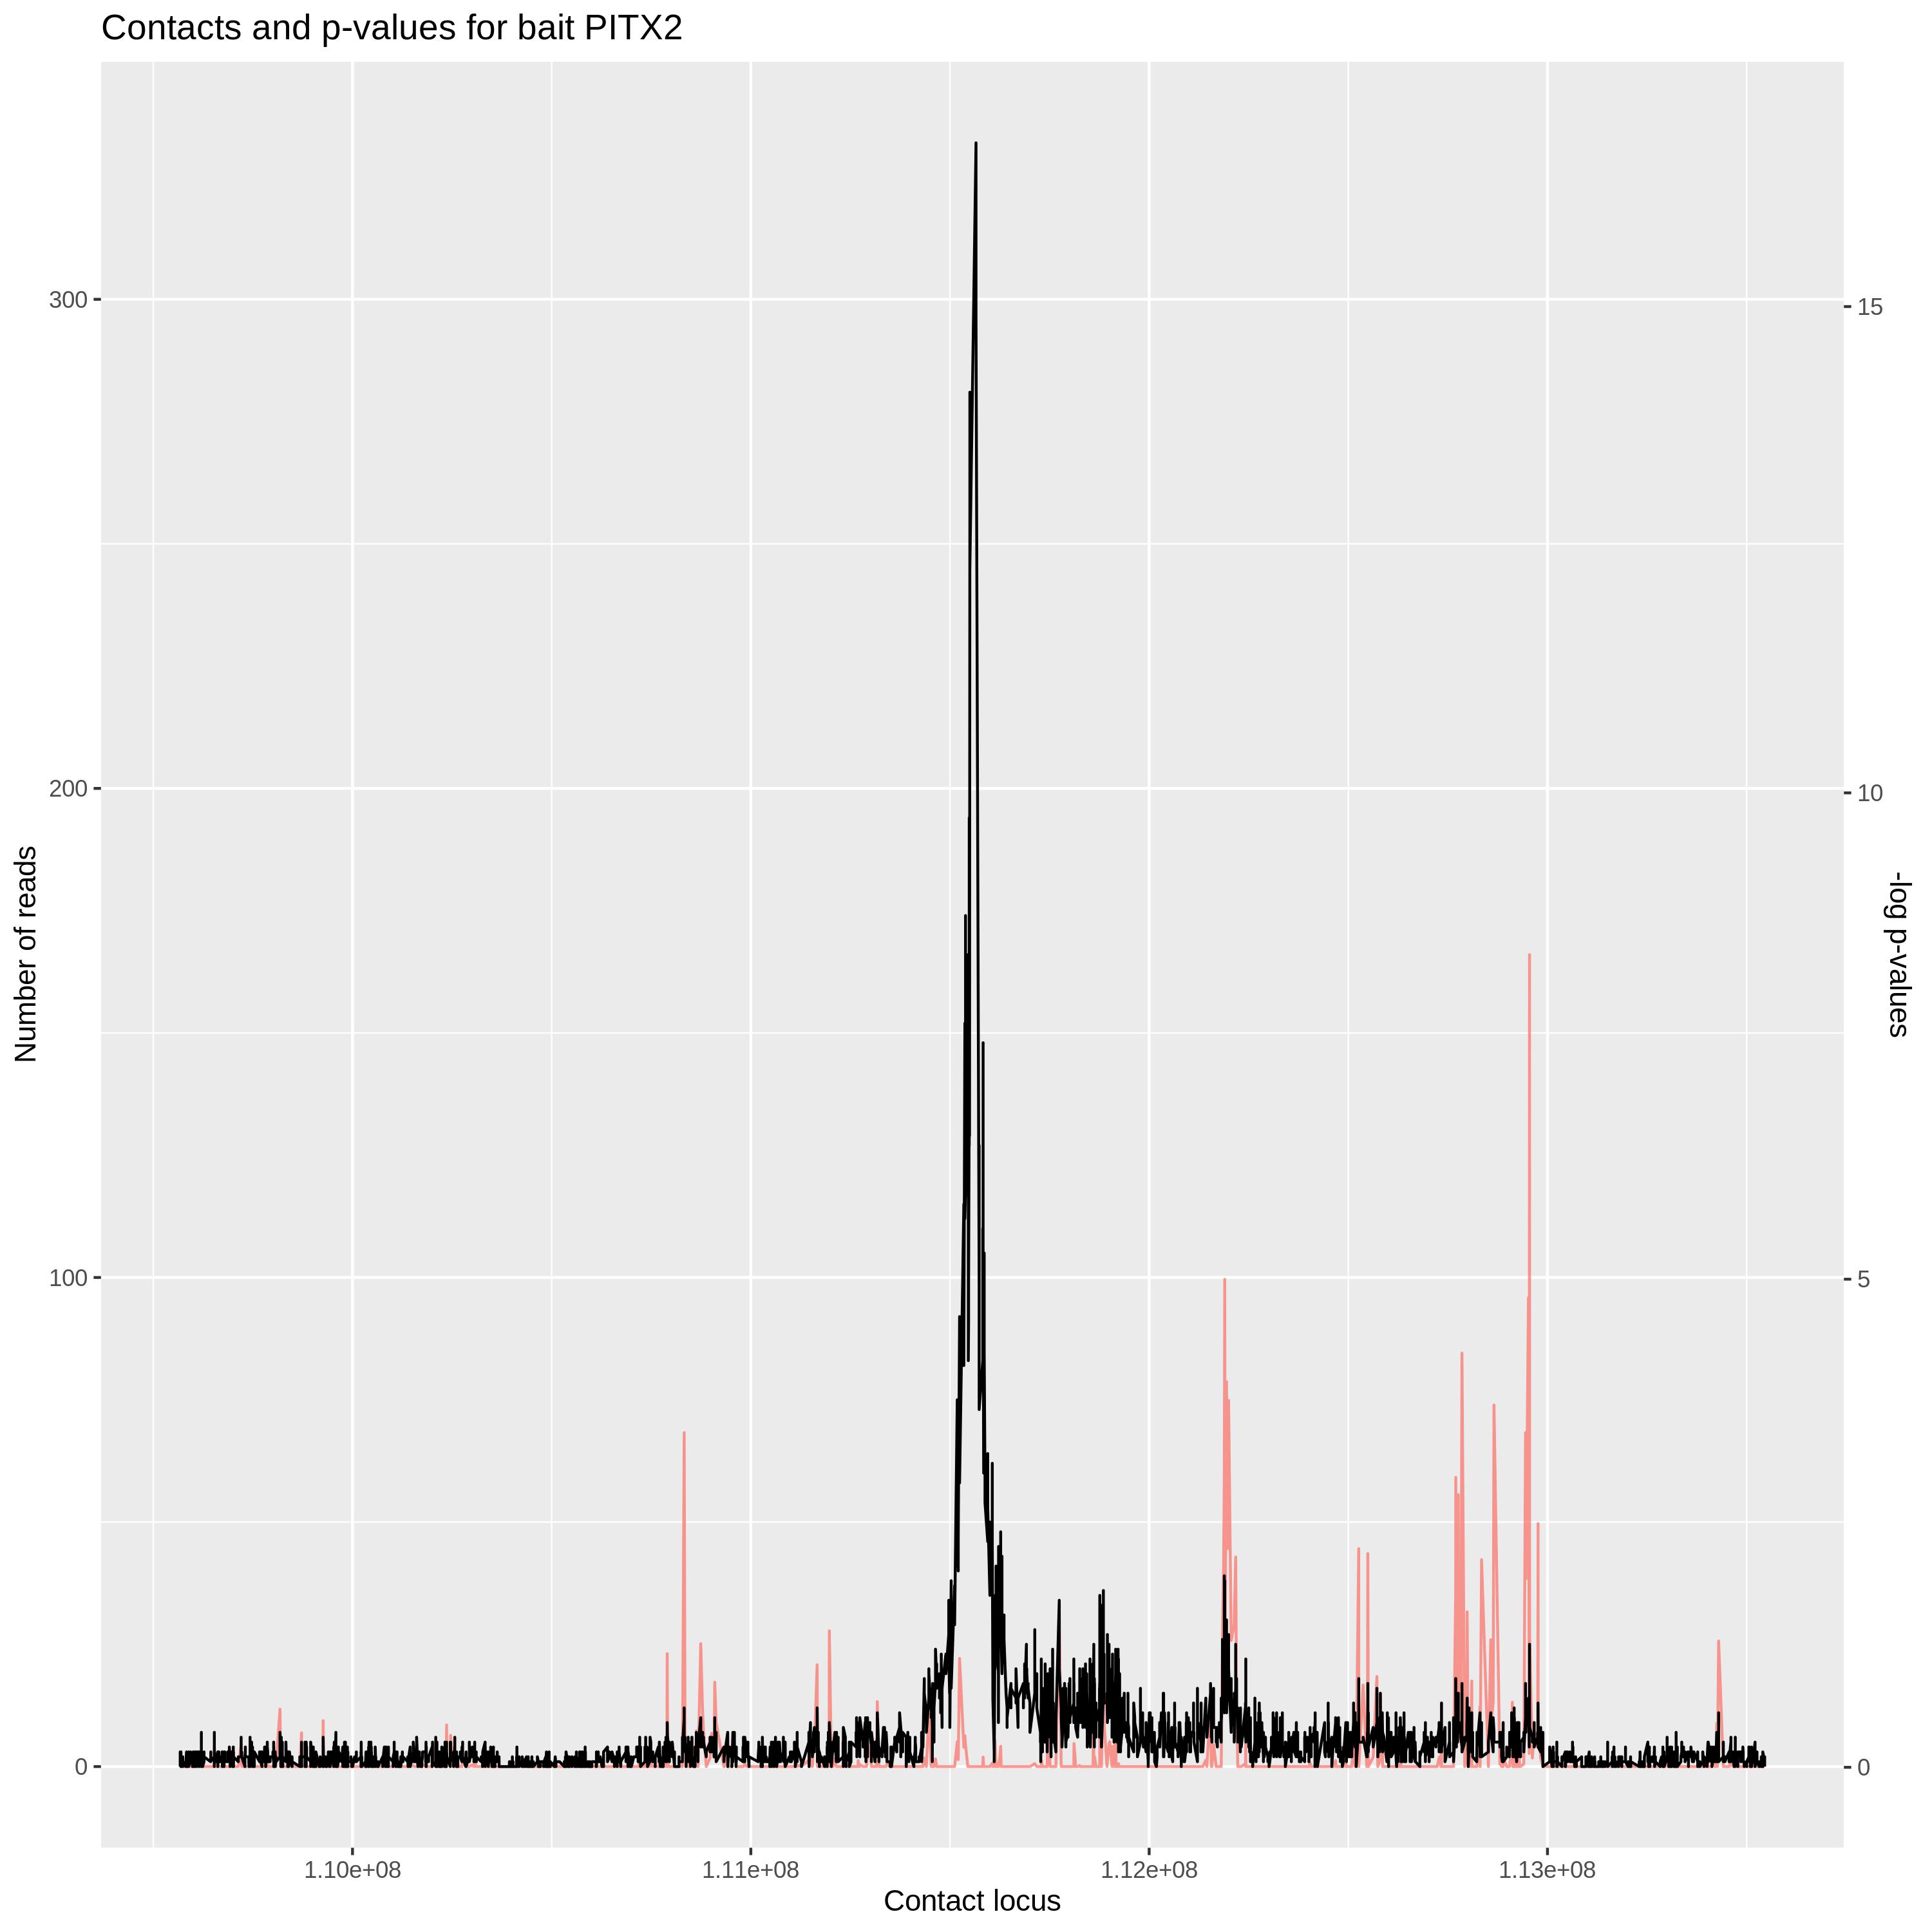 Contacts and p-values for bait PITX2
300
200
100
0
Number of reads
15
10
5
0
-log p-values
1.10e+08
1.11e+08
1.12e+08
1.13e+08
Contact locus